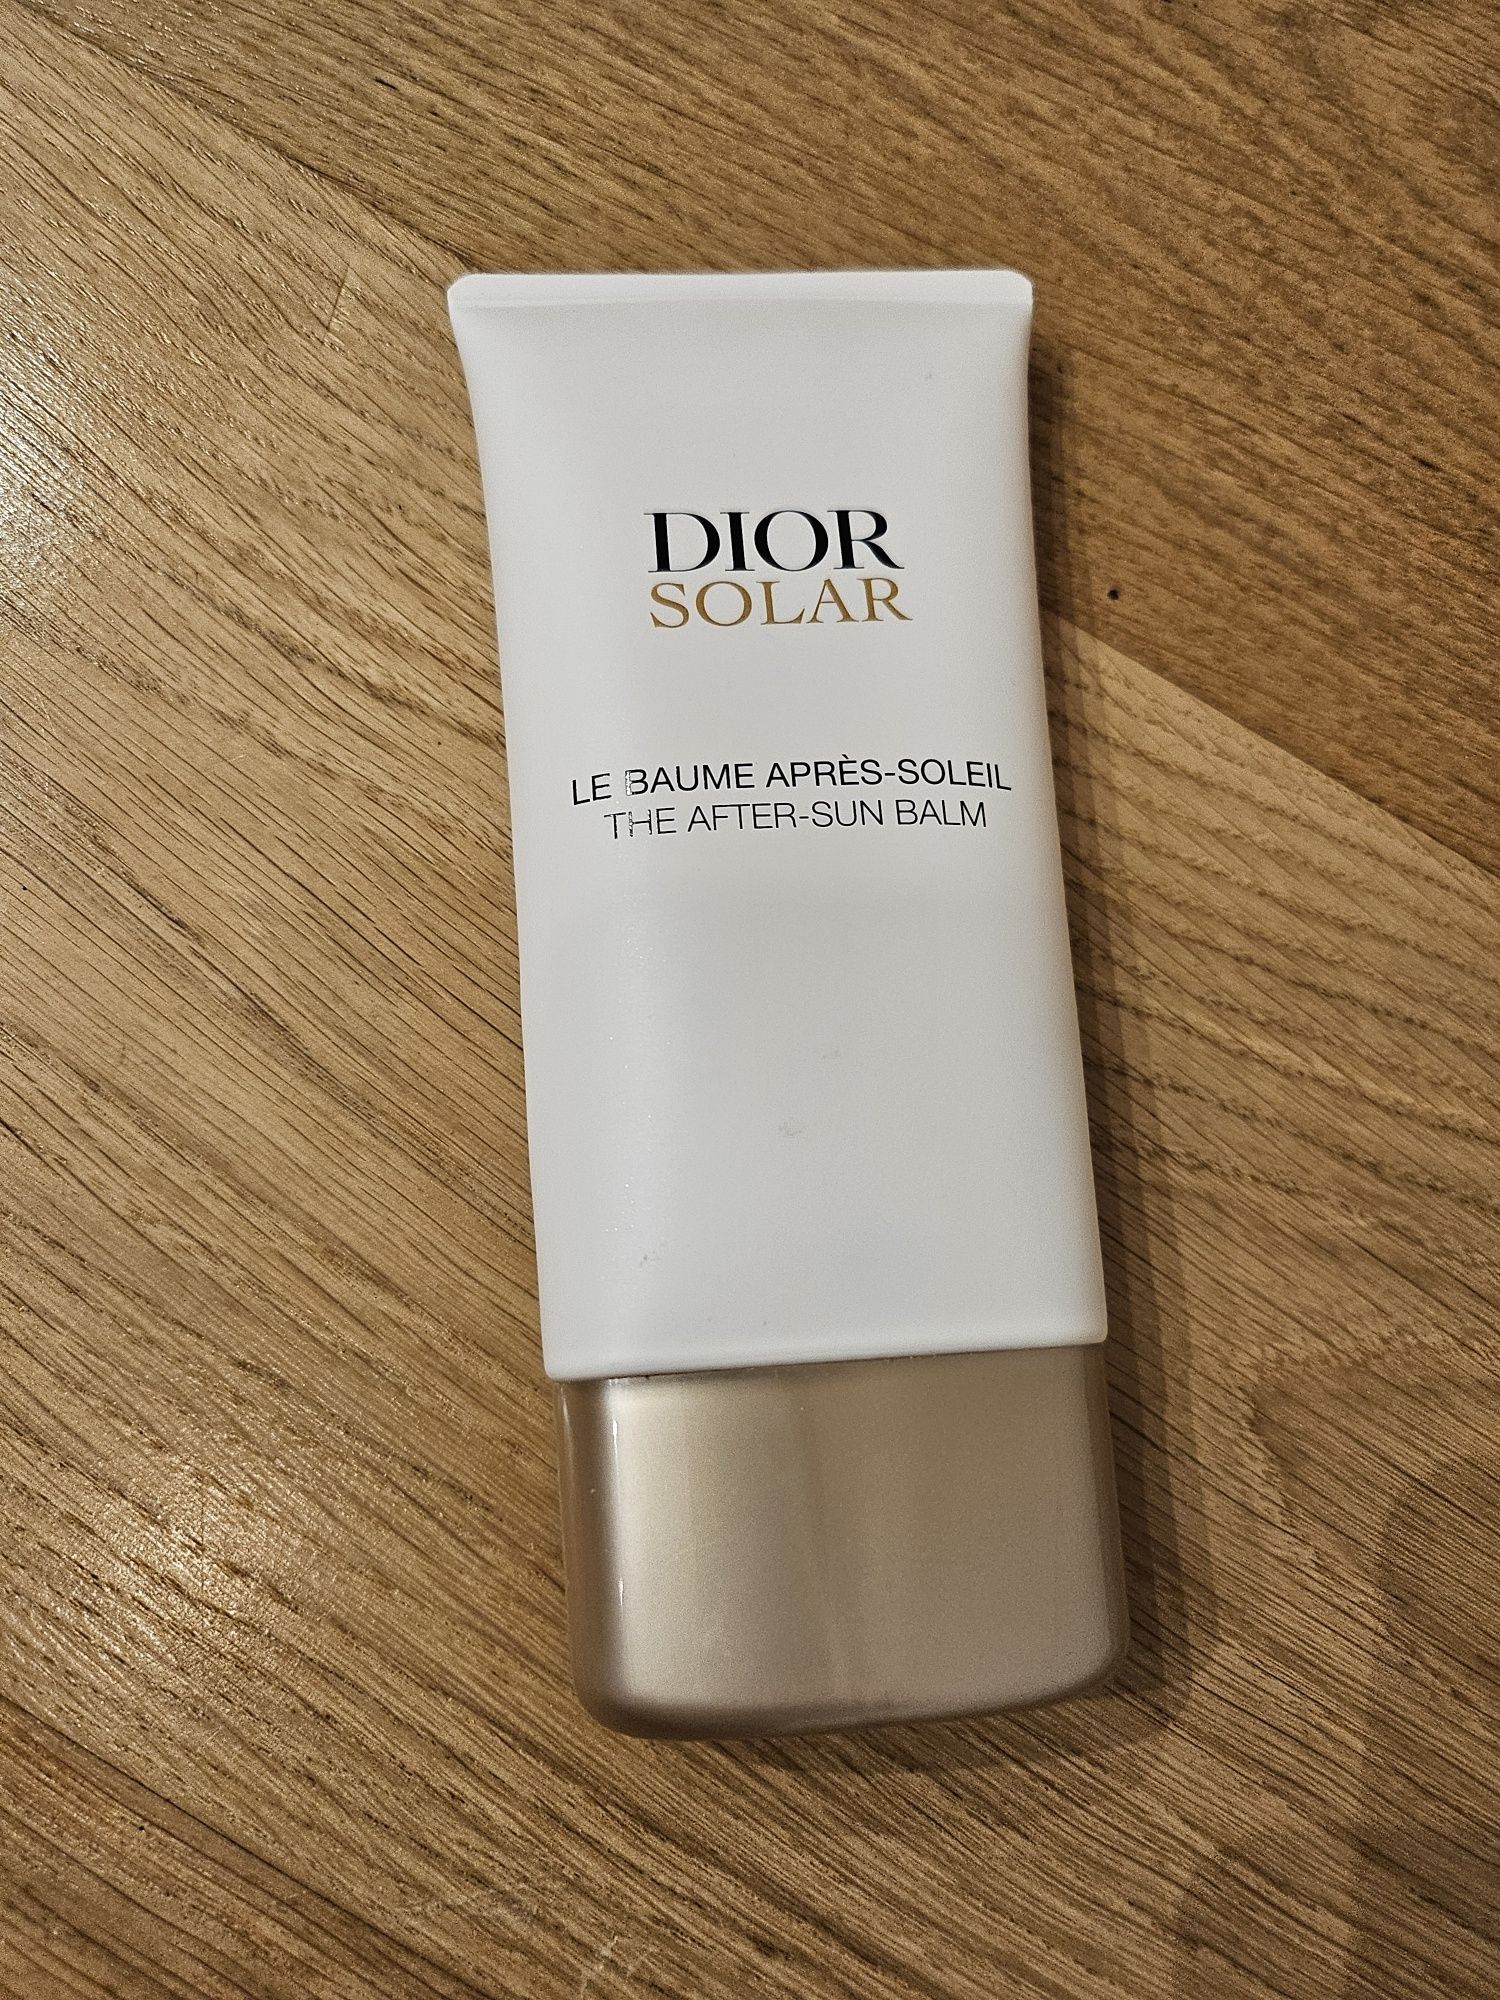 DIOR
SOLAR
LE BAUME APRÈS-SOLEIL
THE AFTER-SUN BALM